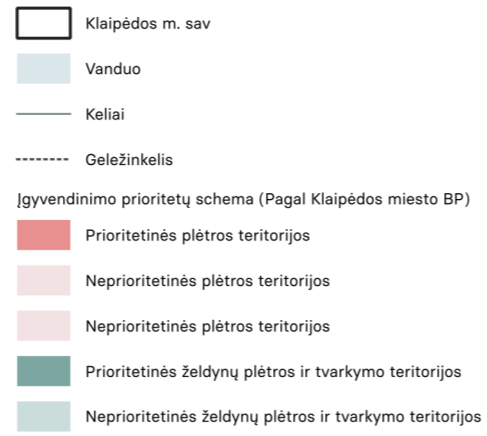 Klaipėdos m. sav
Vanduo
Keliai
Geležinkelis
Įgyvendinimo prioritetų schema (Pagal Klaipėdos miesto BP)
Prioritetinės plėtros teritorijos
Neprioritetinės plėtros teritorijos
Neprioritetinės plėtros teritorijos
Prioritetinės želdynų plėtros ir tvarkymo teritorijos
Neprioritetinės želdynų plėtros ir tvarkymo teritorijos